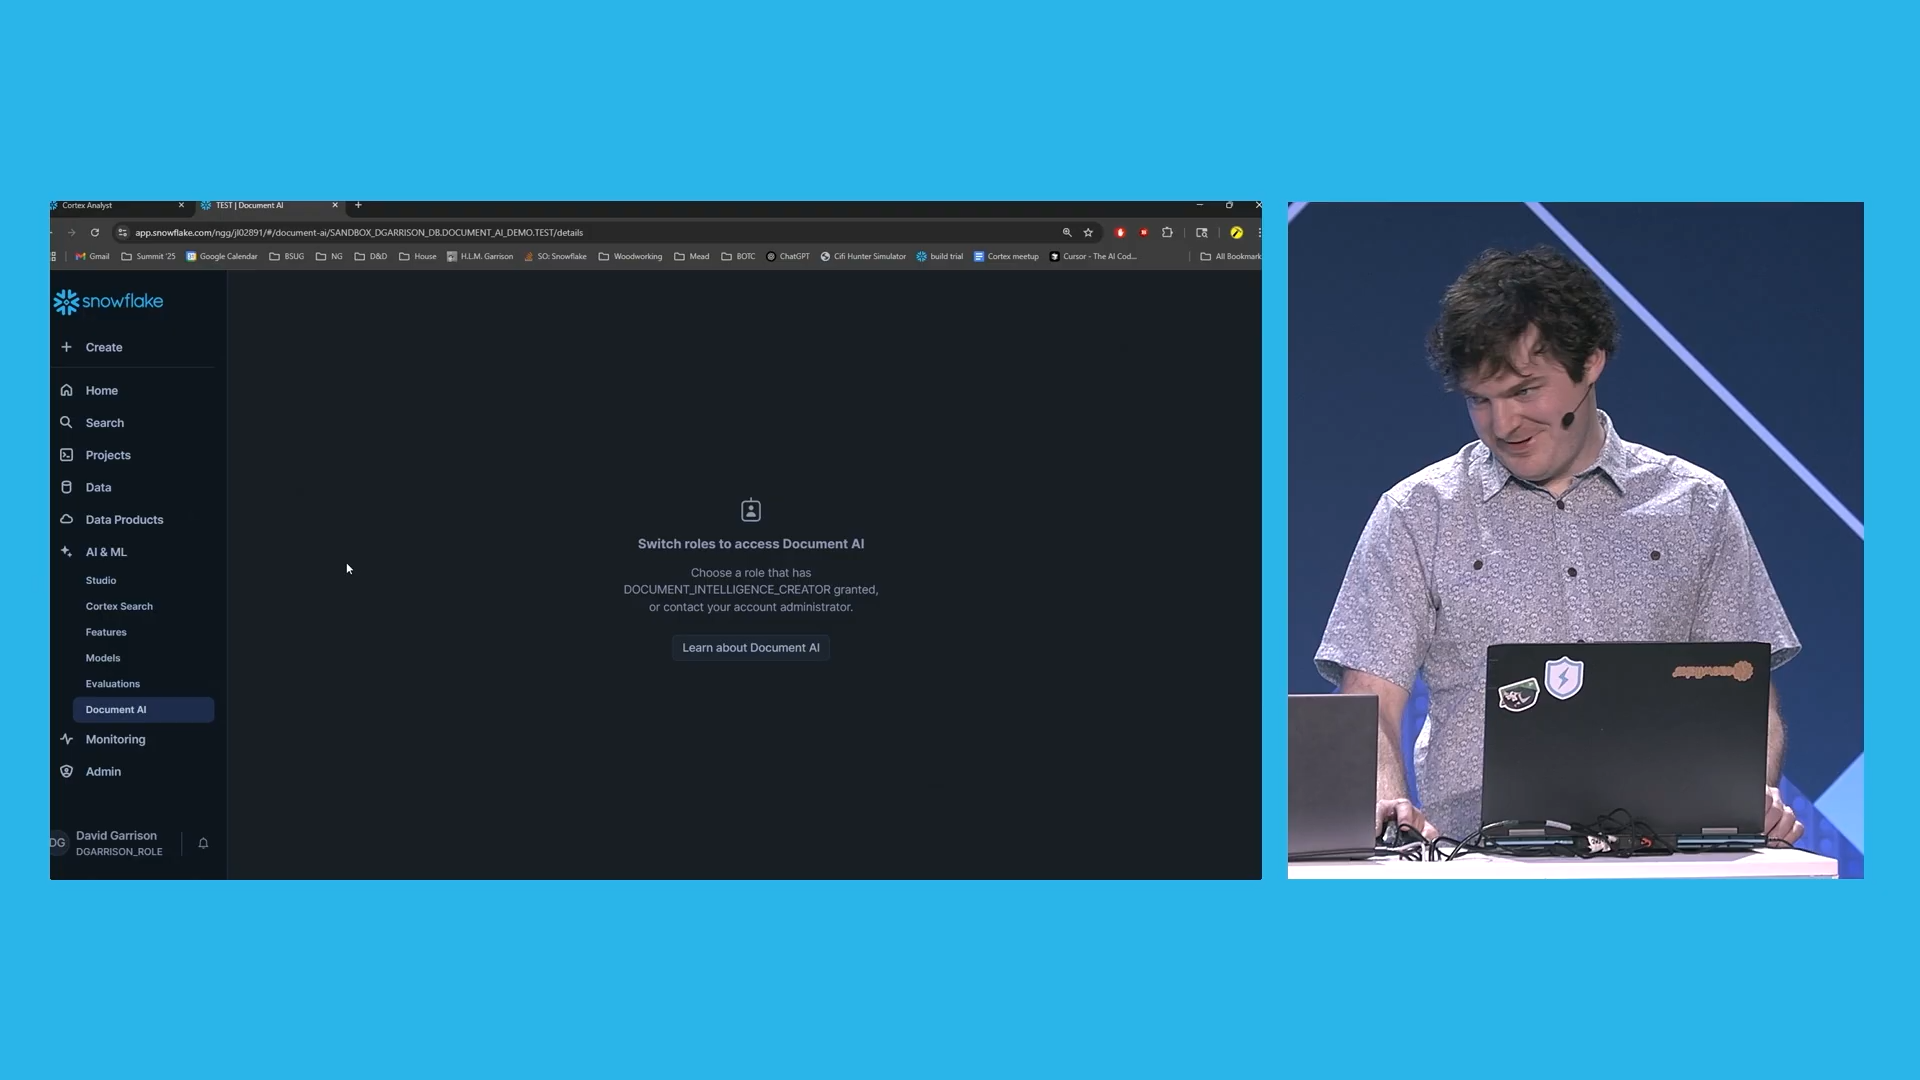 Cortex Analyst
TEST | Document AI
app.snowflake.com/ngg/jl02891/#/document-ai/SANDBOX_DGARRISON_DB.DOCUMENT_AI_DEMO.TEST/details
Gmail Summit '25 Google Calendar BSUG NG D&D House H.L.M. Garrison SO: Snowflake Woodworking Mead BOTC ChatGPT Cifi Hunter Simulator build trial Cortex meetup Cursor - The AI Cod... All Bookmark
snowflake
Create
Home
Search
Projects
Data
Data Products
AI & ML
Studio
Cortex Search
Features
Models
Evaluations
Document AI
Monitoring
Admin
DG
David Garrison
DGARRISON_ROLE
Switch roles to access Document AI
Choose a role that has
DOCUMENT_INTELLIGENCE_CREATOR granted,
or contact your account administrator.
Learn about Document AI